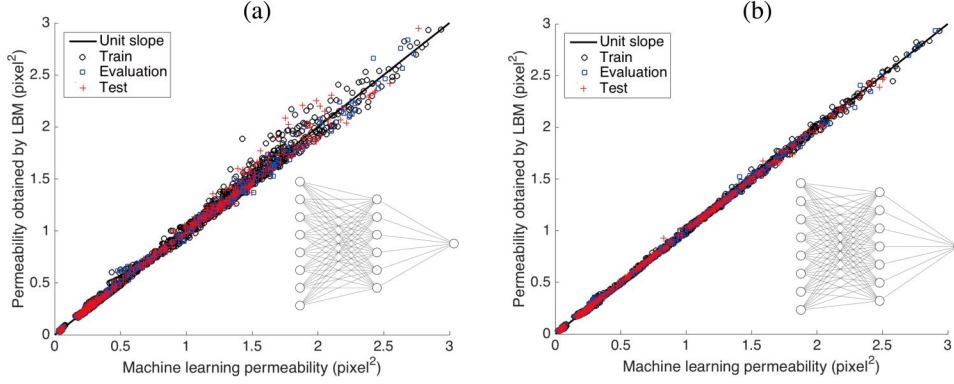 (a)
Permeability obtained by LBM (pixel²)
3
2.5
2
1.5
1
0.5
0
Unit slope
Train
Evaluation
Test
0 0.5 1 1.5 2 2.5 3
Machine learning permeability (pixel²)
(b)
Permeability obtained by LBM (pixel²)
3
2.5
2
1.5
1
0.5
0
Unit slope
Train
Evaluation
Test
0 0.5 1 1.5 2 2.5 3
Machine learning permeability (pixel²)